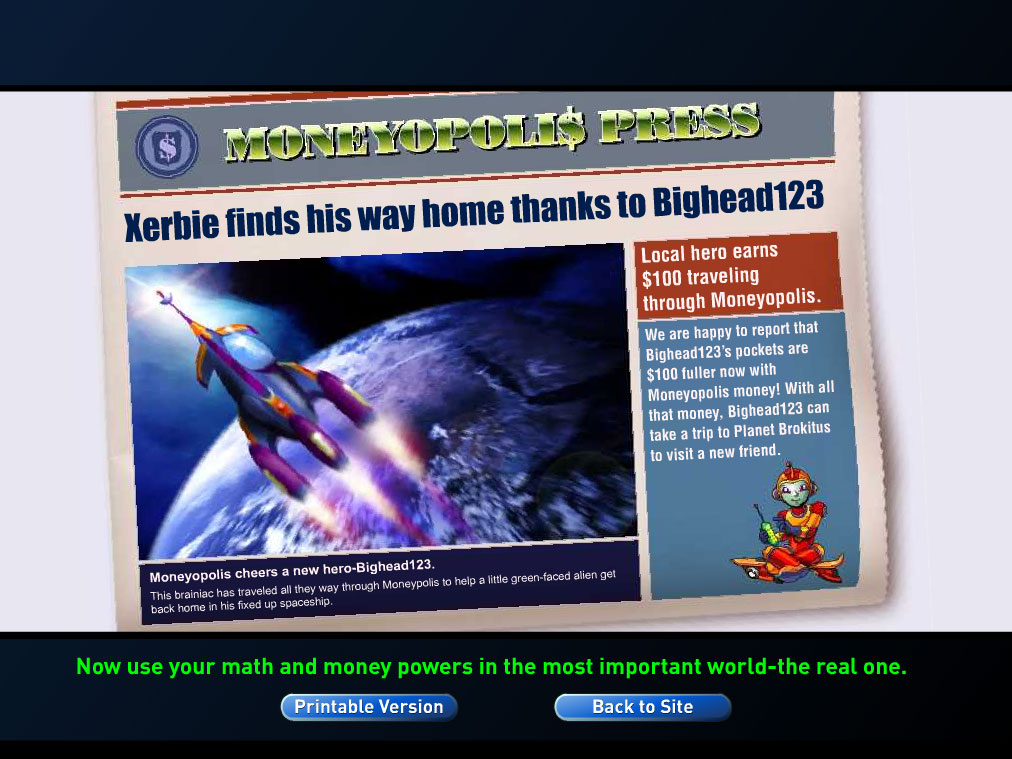 MONEYOPOLI$ PRESS
$
Xerbie finds his way home thanks to Bighead123
Local hero earns
$100 traveling
through Moneyopolis.
We are happy to report that
Bighead123's pockets are
$100 fuller now with
Moneyopolis money! With all
that money, Bighead123 can
take a trip to Planet Brokitus
to visit a new friend.
Moneyopolis cheers a new hero-Bighead123.
This brainiac has traveled all they way through Moneypolis to help a little green-faced alien get
back home in his fixed up spaceship.
Now use your math and money powers in the most important world-the real one.
Printable Version
Back to Site